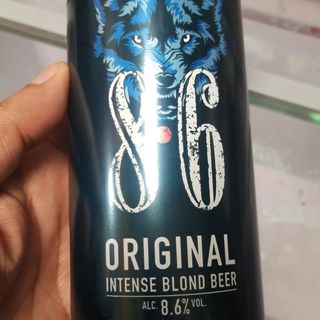 8.6
ORIGINAL
INTENSE BLOND BEER
ALC. 8.6% VOL.